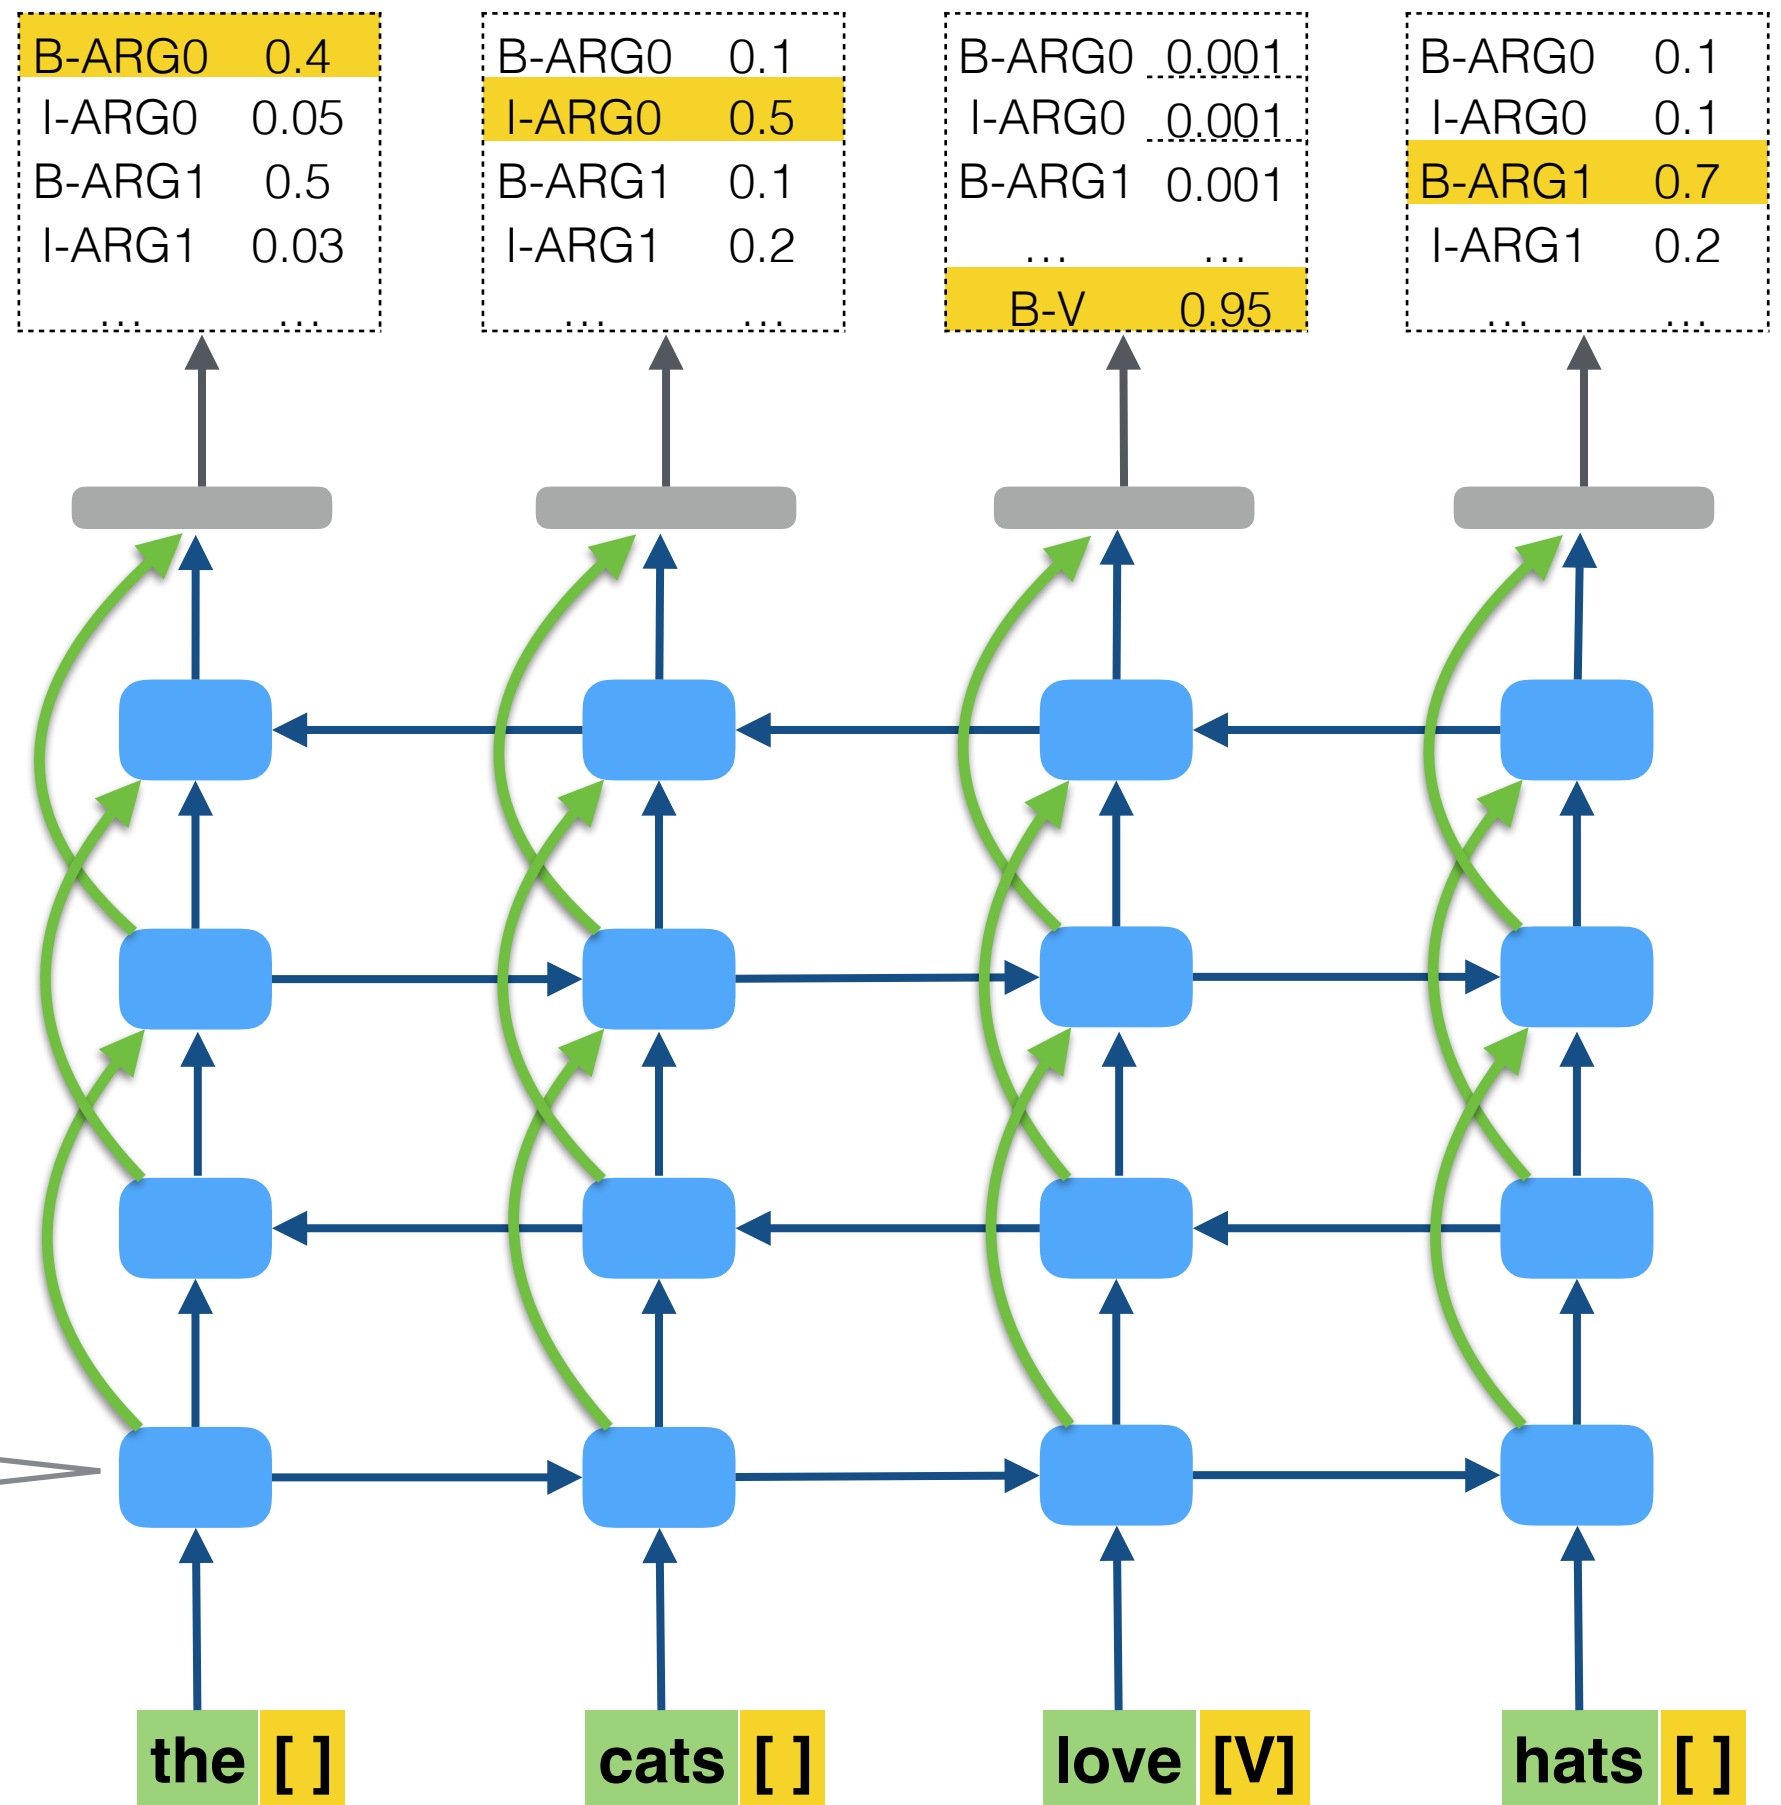 B-ARG0 0.4
I-ARG0 0.05
B-ARG1 0.5
I-ARG1 0.03
... ...
B-ARG0 0.1
I-ARG0 0.5
B-ARG1 0.1
I-ARG1 0.2
... ...
B-ARG0 0.001
I-ARG0 0.001
B-ARG1 0.001
... ...
B-V 0.95
B-ARG0 0.1
I-ARG0 0.1
B-ARG1 0.7
I-ARG1 0.2
... ...
the [ ] cats [ ] love [V] hats [ ]